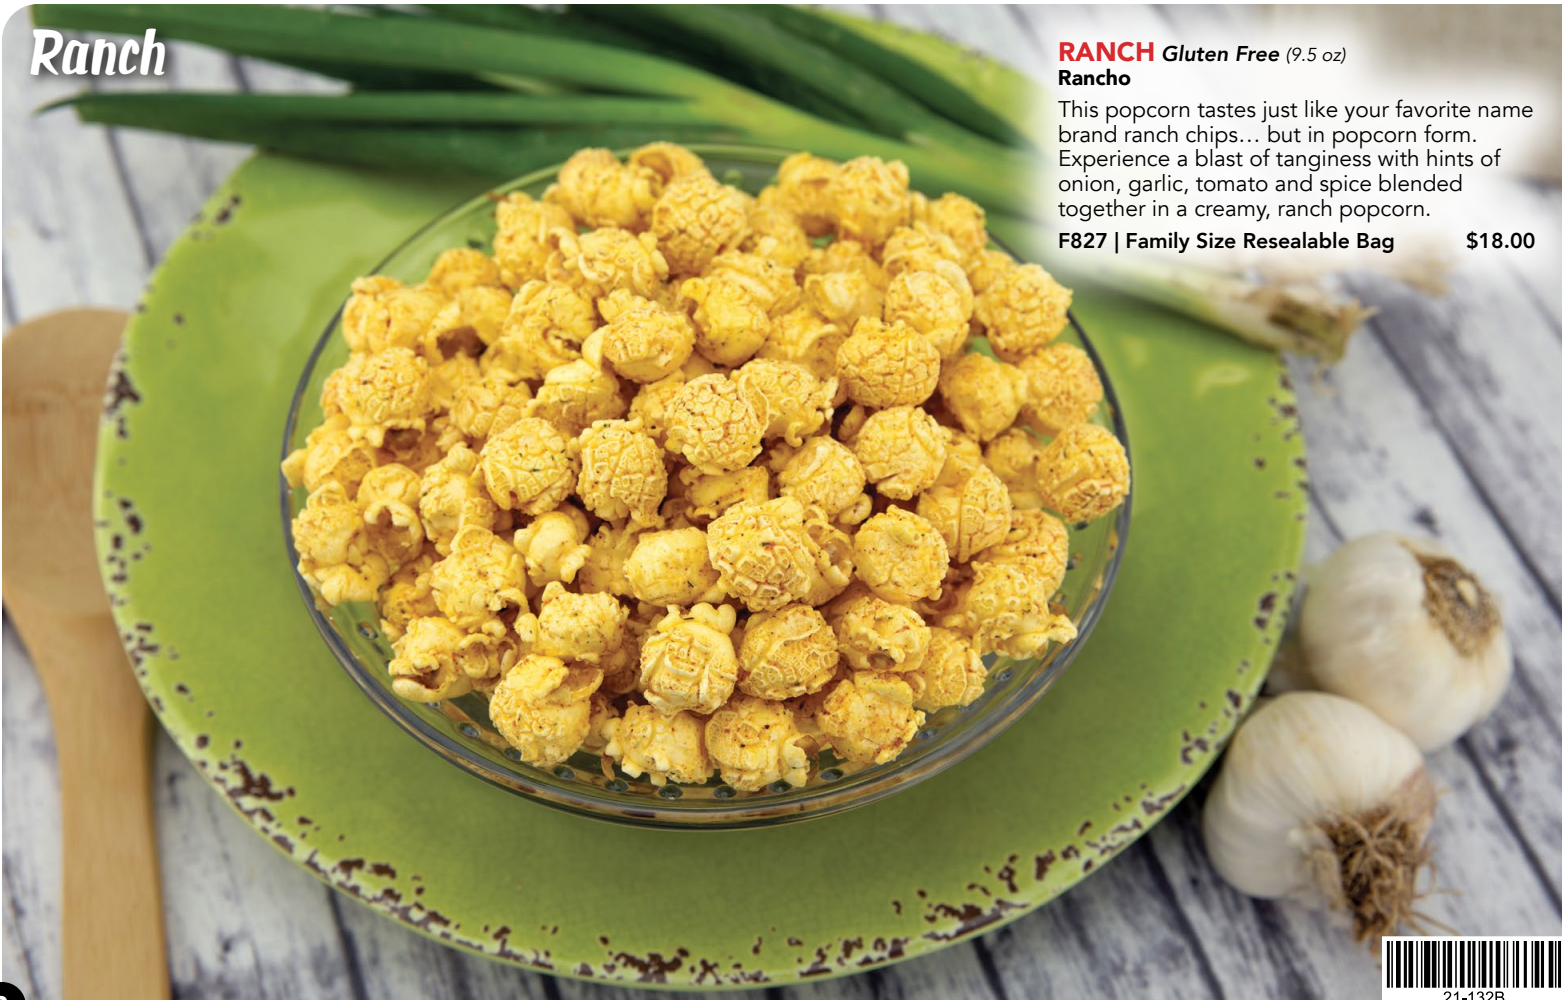 Ranch
RANCH Gluten Free (9.5 oz)
Rancho
This popcorn tastes just like your favorite name
brand ranch chips… but in popcorn form.
Experience a blast of tanginess with hints of
onion, garlic, tomato and spice blended
together in a creamy, ranch popcorn.
F827 | Family Size Resealable Bag $18.00
21-132B